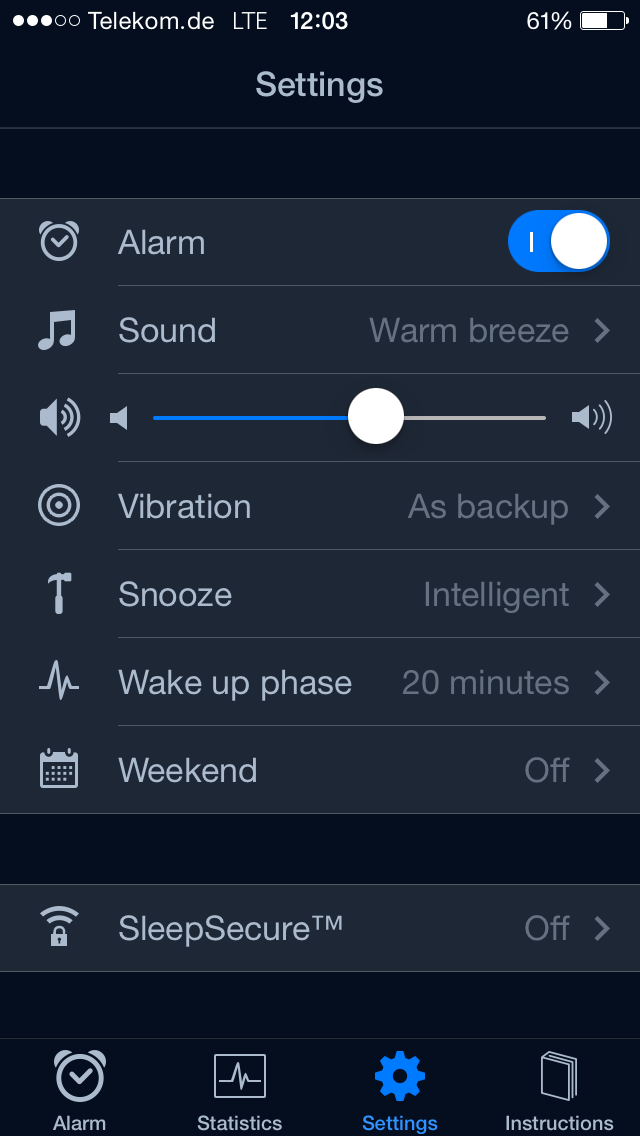 Telekom.de LTE 12:03 61%
Settings
Alarm
Sound Warm breeze
Vibration As backup
Snooze Intelligent
Wake up phase 20 minutes
Weekend Off
SleepSecure™ Off
Alarm Statistics Settings Instructions